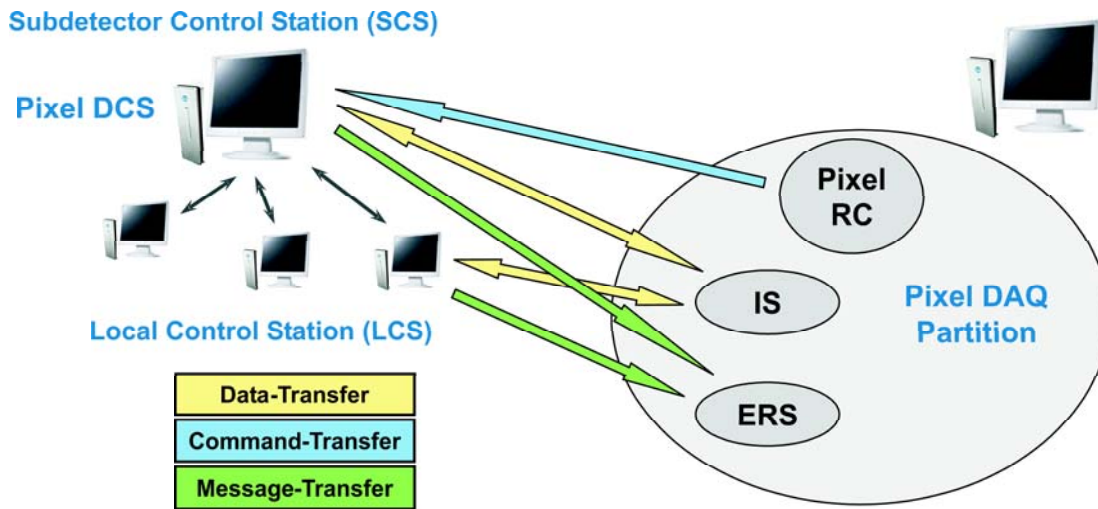 Subdetector Control Station (SCS)
Pixel DCS
Pixel
RC
IS
Pixel DAQ
Partition
Local Control Station (LCS)
Data-Transfer
ERS
Command-Transfer
Message-Transfer